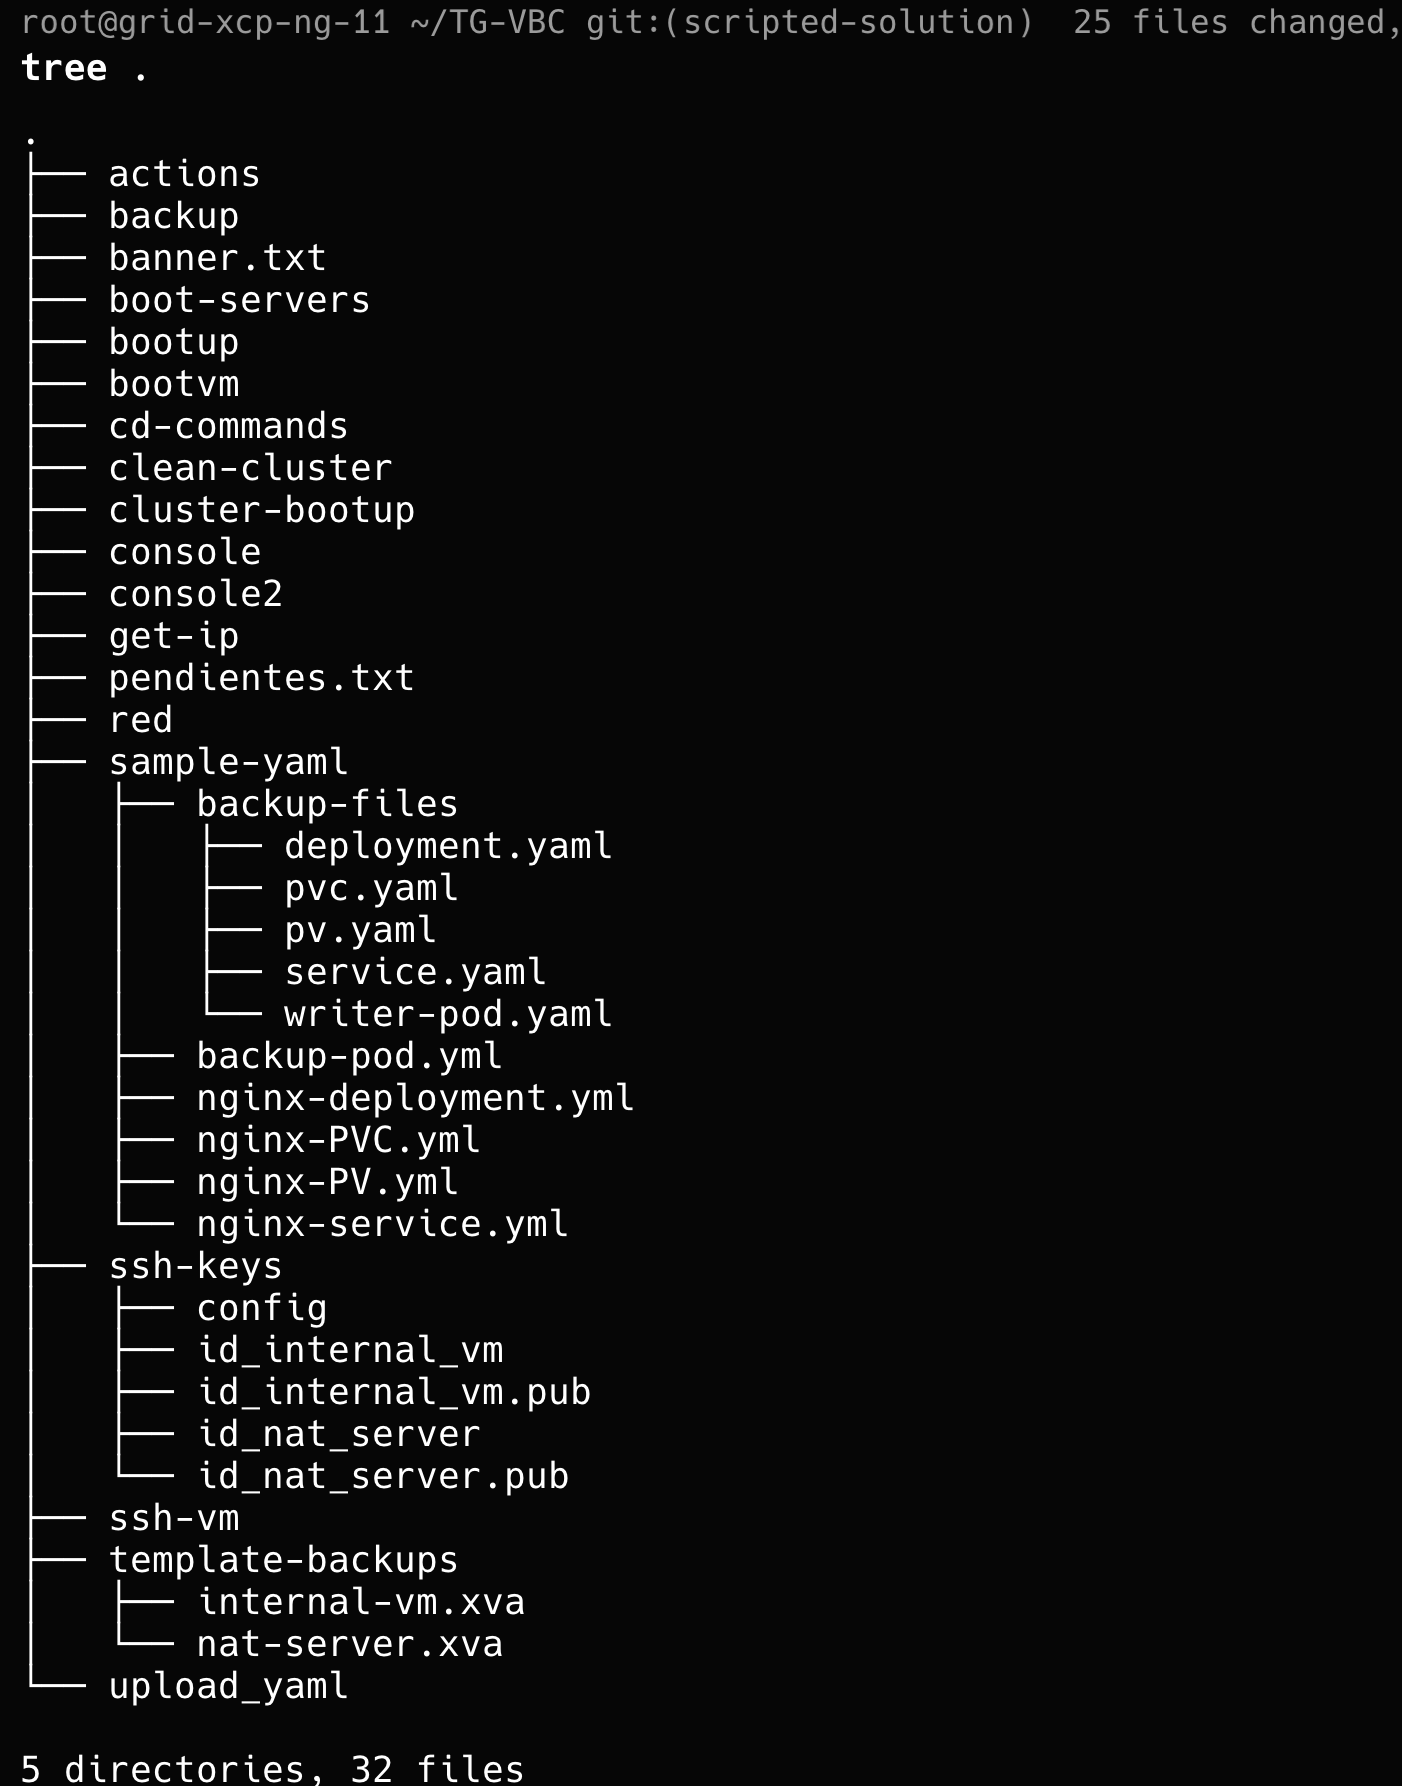 root@grid-xcp-ng-11 ~/TG-VBC git:(scripted-solution)  25 files changed,
tree .
.
├── actions
├── backup
├── banner.txt
├── boot-servers
├── bootup
├── bootvm
├── cd-commands
├── clean-cluster
├── cluster-bootup
├── console
├── console2
├── get-ip
├── pendientes.txt
├── red
├── sample-yaml
│   ├── backup-files
│   │   ├── deployment.yaml
│   │   ├── pvc.yaml
│   │   ├── pv.yaml
│   │   ├── service.yaml
│   │   └── writer-pod.yaml
│   ├── backup-pod.yml
│   ├── nginx-deployment.yml
│   ├── nginx-PVC.yml
│   ├── nginx-PV.yml
│   └── nginx-service.yml
├── ssh-keys
│   ├── config
│   ├── id_internal_vm
│   ├── id_internal_vm.pub
│   ├── id_nat_server
│   └── id_nat_server.pub
├── ssh-vm
├── template-backups
│   ├── internal-vm.xva
│   └── nat-server.xva
└── upload_yaml
5 directories, 32 files